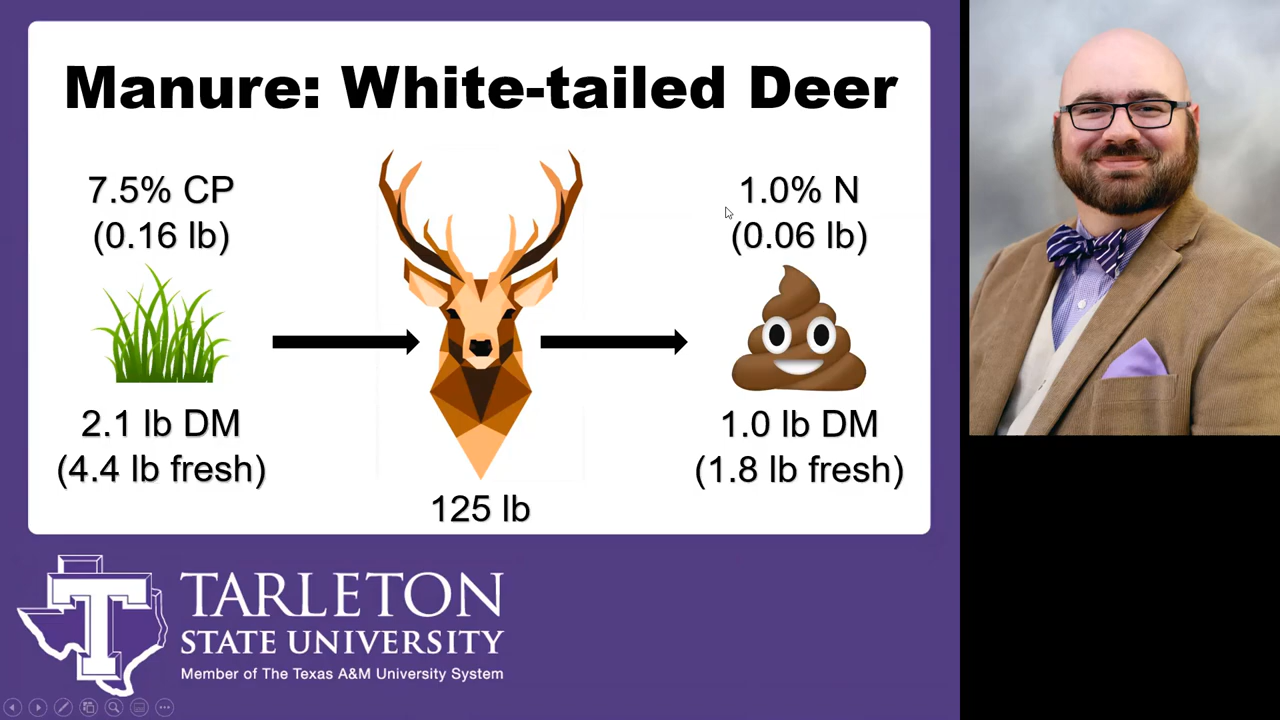 Manure: White-tailed Deer
7.5% CP
(0.16 lb)
2.1 lb DM
(4.4 lb fresh)
125 lb
1.0% N
(0.06 lb)
1.0 lb DM
(1.8 lb fresh)
T
TARLETON
STATE UNIVERSITY
Member of The Texas A&M University System